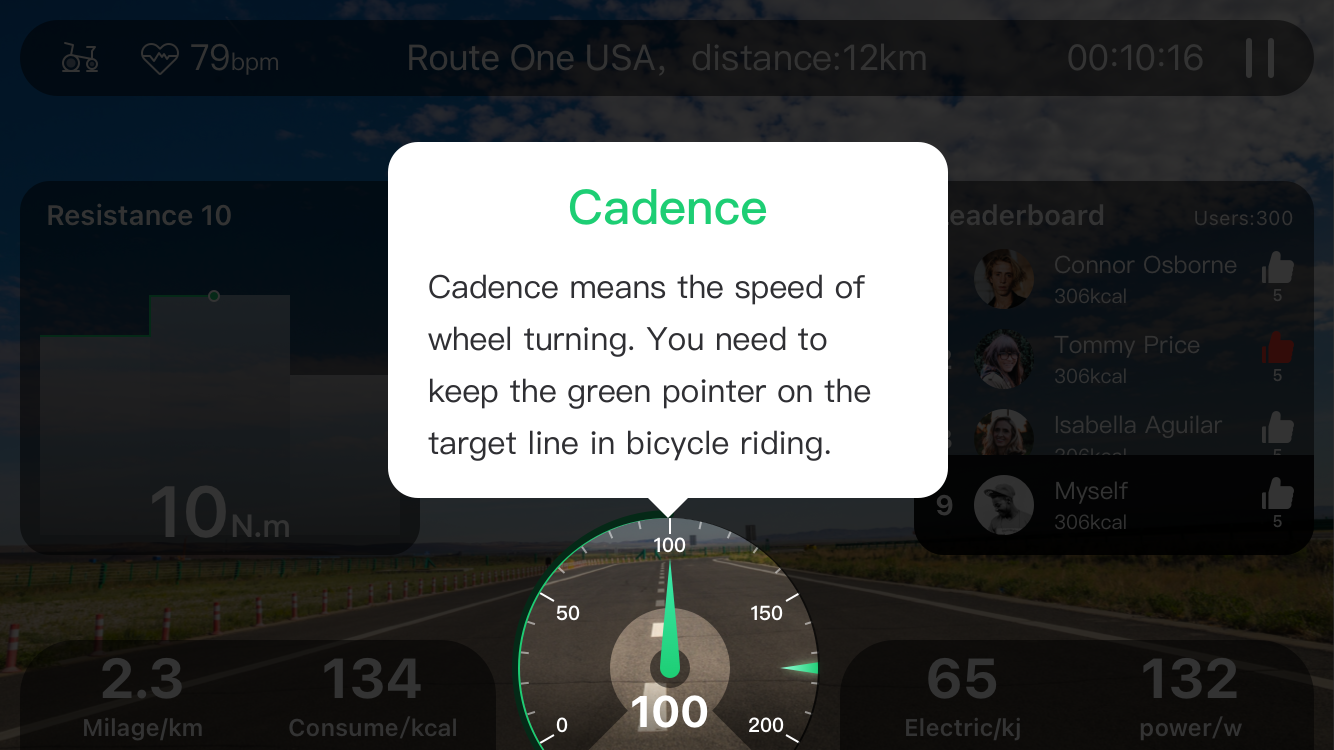 79bpm
Route One USA, distance:12km
00:10:16
Resistance 10
10N.m
Cadence
Cadence means the speed of
wheel turning. You need to
keep the green pointer on the
target line in bicycle riding.
eaderboard
Users:300
Connor Osborne
306kcal
5
Tommy Price
306kcal
5
Isabella Aguilar
306kcal
5
9
Myself
306kcal
5
0
50
100
150
200
100
2.3
Milage/km
134
Consume/kcal
65
Electric/kj
132
power/w